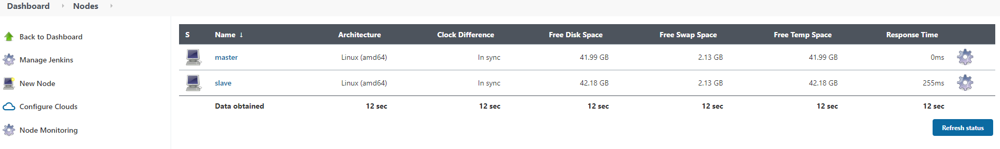 Dashboard Nodes
Back to Dashboard
Manage Jenkins
New Node
Configure Clouds
Node Monitoring
S Name ↓ Architecture Clock Difference Free Disk Space Free Swap Space Free Temp Space Response Time
master Linux (amd64) In sync 41.99 GB 2.13 GB 41.99 GB 0ms
slave Linux (amd64) In sync 42.18 GB 2.13 GB 42.18 GB 255ms
Data obtained 12 sec 12 sec 12 sec 12 sec 12 sec 12 sec
Refresh status